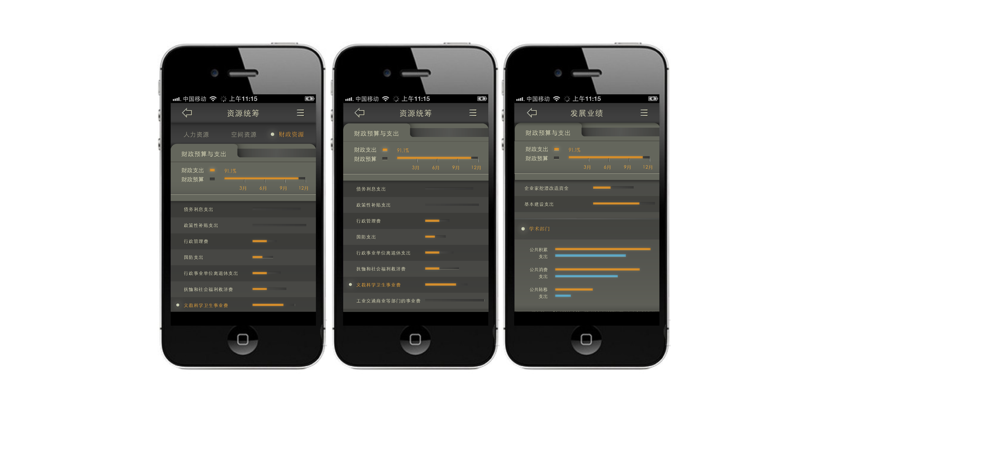 中国移动 上午11:15
资源统筹
人力资源 空间资源 财政资源
财政预算与支出
财政支出 91.1%
财政预算
3月 6月 9月 12月
债务利息支出
政策性补贴支出
行政管理费
国防支出
行政事业单位离退休支出
抚恤和社会福利救济费
文教科学卫生事业费
中国移动 上午11:15
资源统筹
财政预算与支出
财政支出 91.1%
财政预算
3月 6月 9月 12月
债务利息支出
政策性补贴支出
行政管理费
国防支出
行政事业单位离退休支出
抚恤和社会福利救济费
文教科学卫生事业费
工业交通商业等部门的事业费
中国移动 上午11:15
发展业绩
财政预算与支出
财政支出 91.1%
财政预算
3月 6月 9月 12月
企业家挖潜改造资金
基本建设支出
学术部门
公共积累
支出
公共消费
支出
公共转移
支出